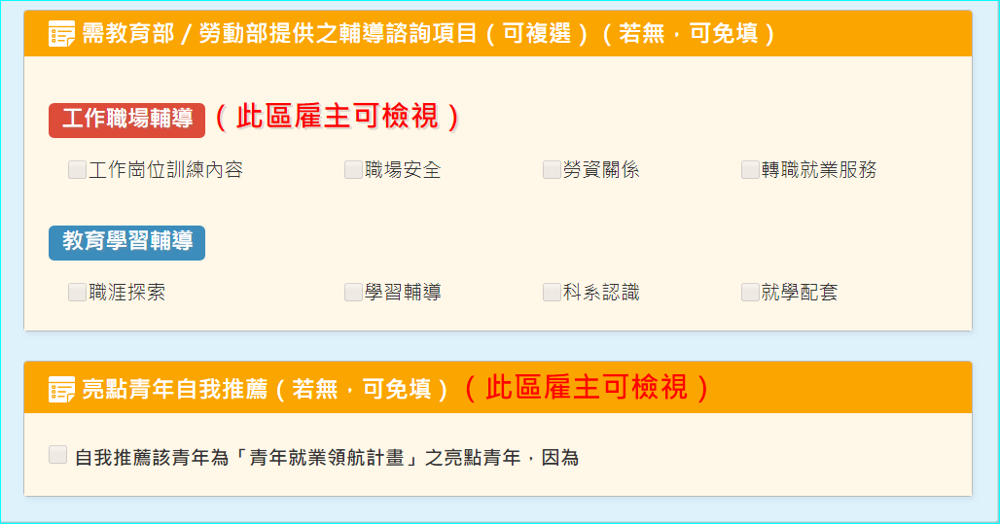 需教育部／勞動部提供之輔導諮詢項目（可複選）（若無，可免填）
工作職場輔導（此區雇主可檢視）
工作崗位訓練內容 職場安全 勞資關係 轉職就業服務
教育學習輔導
職涯探索 學習輔導 科系認識 就學配套
亮點青年自我推薦（若無，可免填）（此區雇主可檢視）
自我推薦該青年為「青年就業領航計畫」之亮點青年，因為